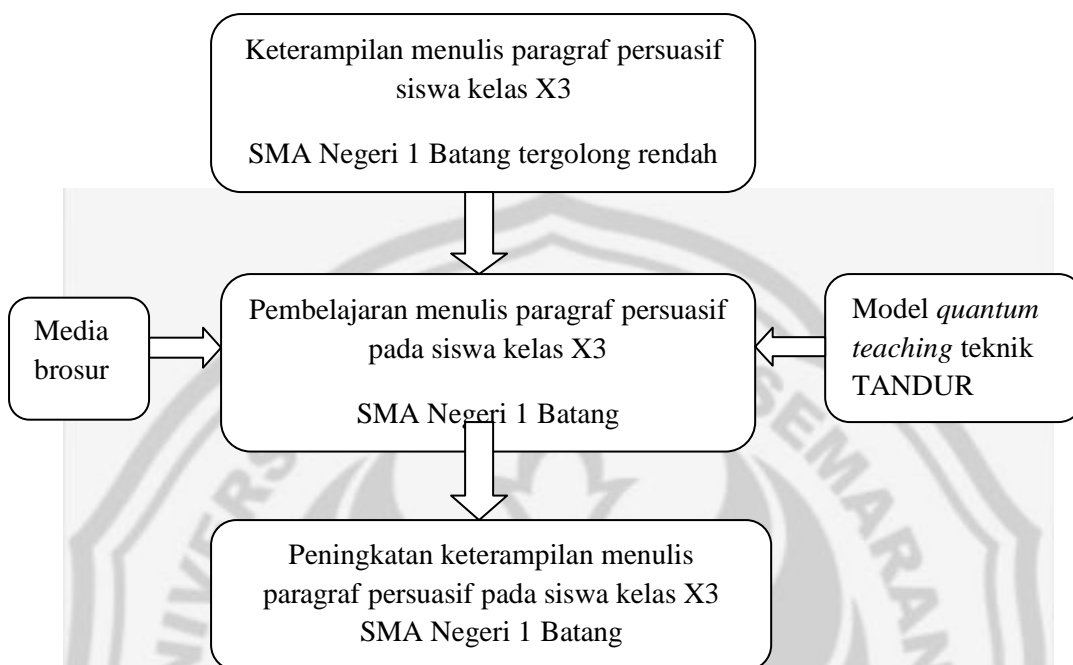 Keterampilan menulis paragraf persuasif
siswa kelas X3
SMA Negeri 1 Batang tergolong rendah
Media
brosur
Pembelajaran menulis paragraf persuasif
pada siswa kelas X3
SMA Negeri 1 Batang
Model quantum
teaching teknik
TANDUR
Peningkatan keterampilan menulis
paragraf persuasif pada siswa kelas X3
SMA Negeri 1 Batang